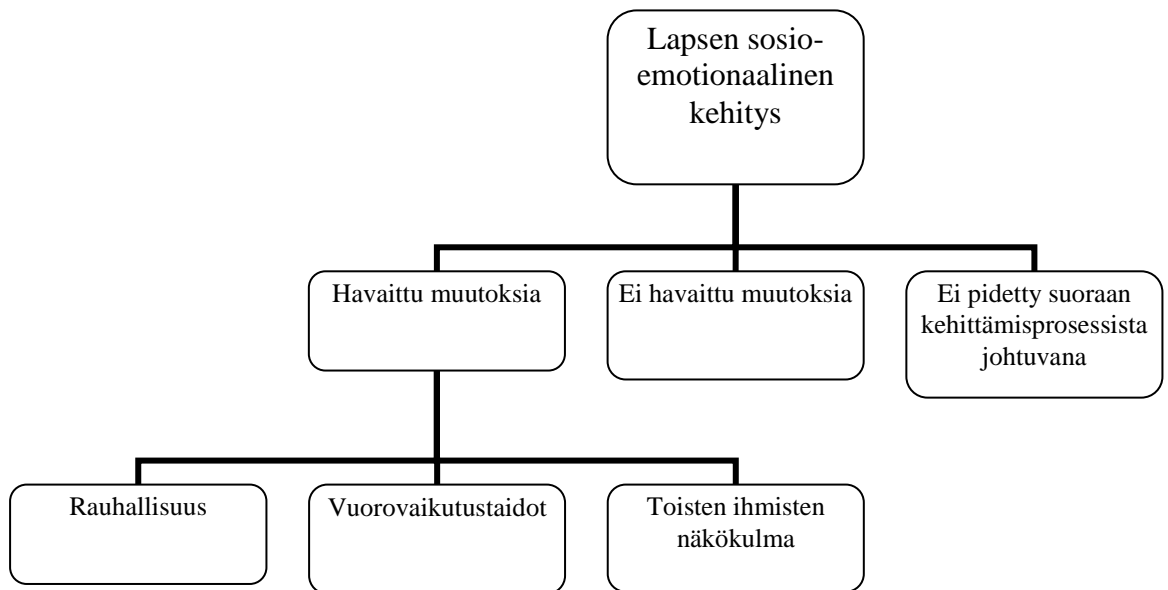 Lapsen sosio-
emotionaalinen
kehitys
Havaittu muutoksia
Ei havaittu muutoksia
Ei pidetty suoraan
kehittämisprosessista
johtuvana
Rauhallisuus
Vuorovaikutustaidot
Toisten ihmisten
näkökulma